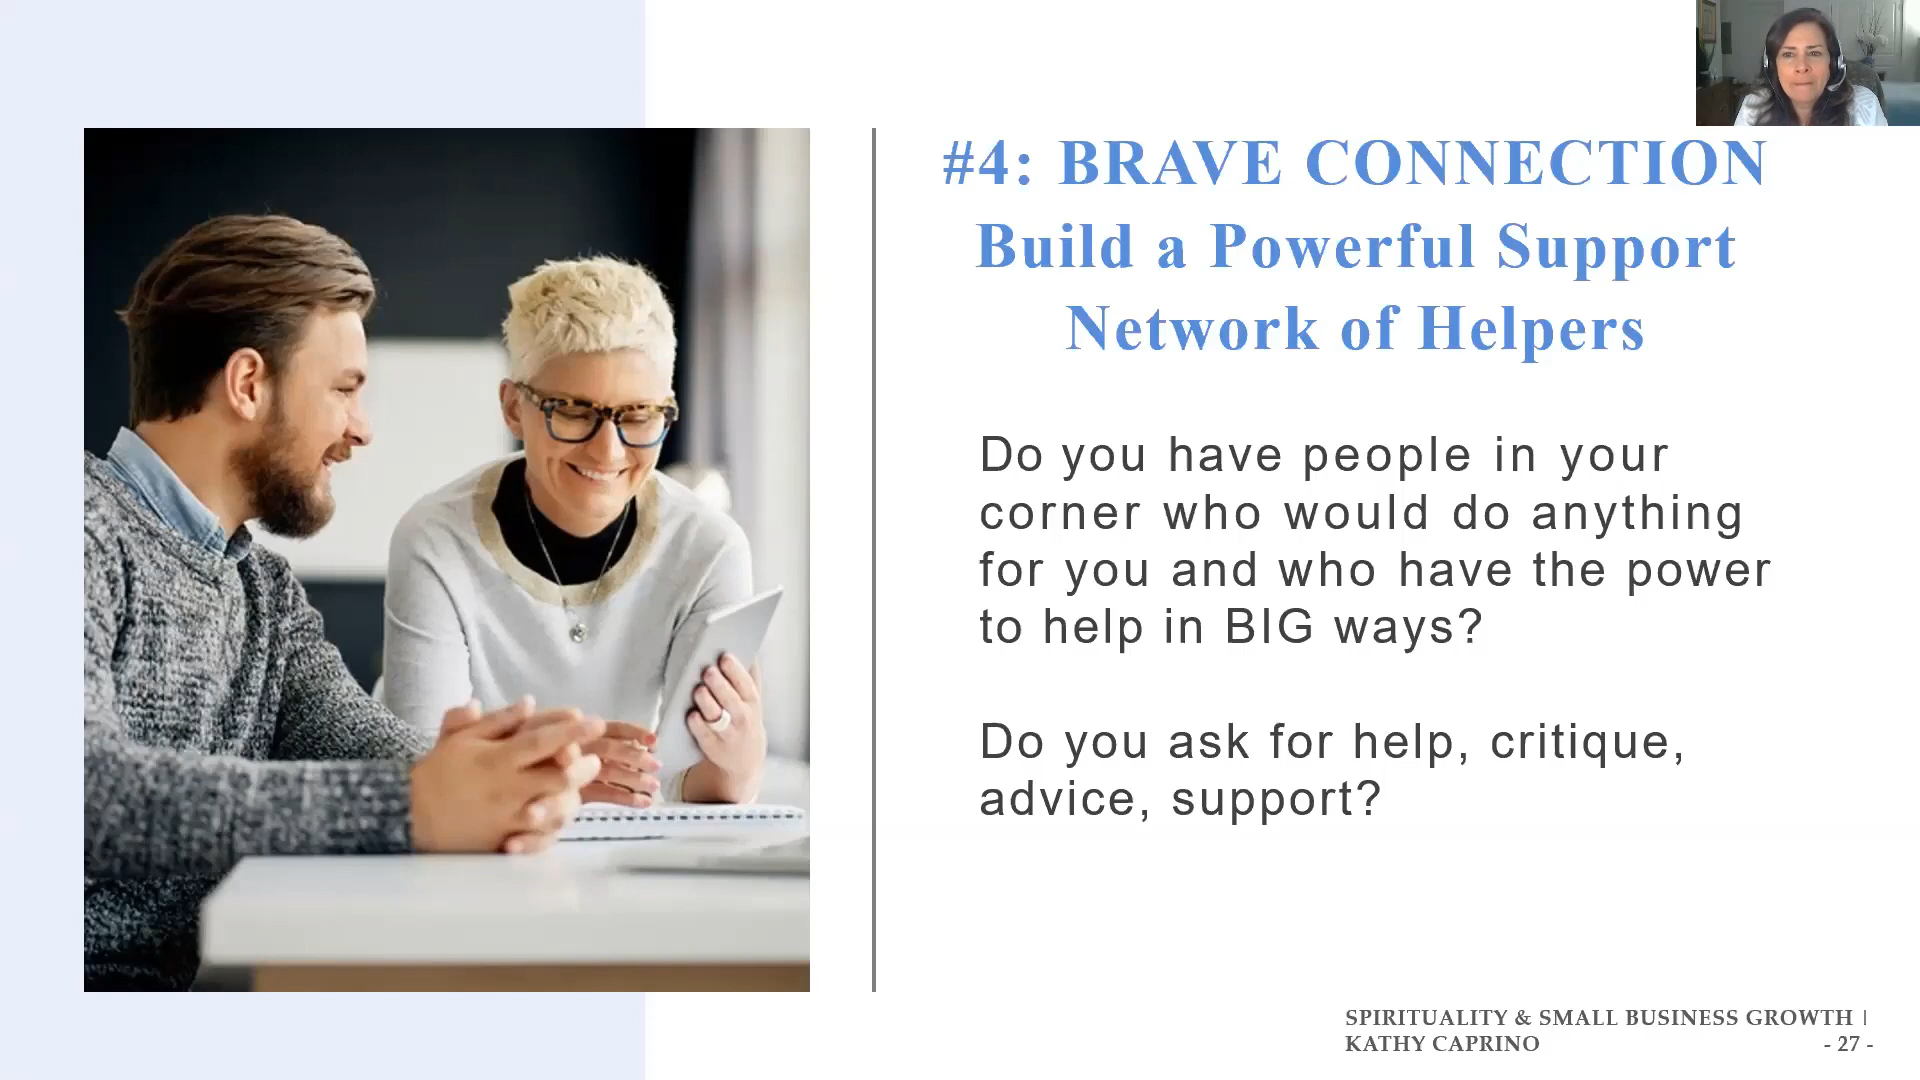 #4: BRAVE CONNECTION
Build a Powerful Support
Network of Helpers
Do you have people in your
corner who would do anything
for you and who have the power
to help in BIG ways?
Do you ask for help, critique,
advice, support?
SPIRITUALITY & SMALL BUSINESS GROWTH |
KATHY CAPRINO - 27 -